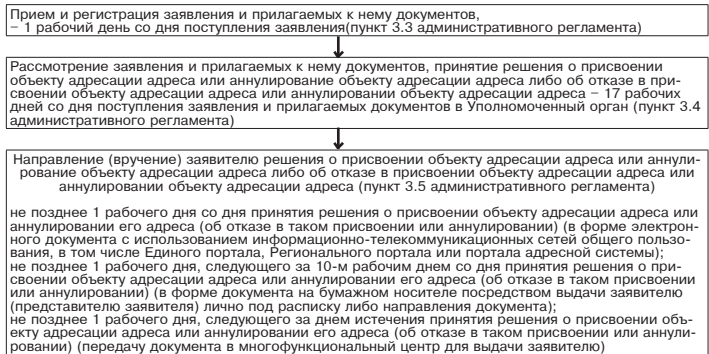 Прием и регистрация заявления и прилагаемых к нему документов,
– 1 рабочий день со дня поступления заявления(пункт 3.3 административного регламента)
Рассмотрение заявления и прилагаемых к нему документов, принятие решения о присвоении
объекту адресации адреса или аннулирование объекту адресации адреса либо об отказе в при-
своении объекту адресации адреса или аннулировании объекту адресации адреса – 17 рабочих
дней со дня поступления заявления и прилагаемых документов в Уполномоченный орган (пункт 3.4
административного регламента)
Направление (вручение) заявителю решения о присвоении объекту адресации адреса или аннули-
рование объекту адресации адреса либо об отказе в присвоении объекту адресации адреса или
аннулировании объекту адресации адреса (пункт 3.5 административного регламента)
не позднее 1 рабочего дня со дня принятия решения о присвоении объекту адресации адреса или
аннулировании его адреса (об отказе в таком присвоении или аннулировании) (в форме электрон-
ного документа с использованием информационно-телекоммуникационных сетей общего пользо-
вания, в том числе Единого портала, Регионального портала или портала адресной системы);
не позднее 1 рабочего дня, следующего за 10-м рабочим днем со дня принятия решения о при-
своении объекту адресации адреса или аннулировании его адреса (об отказе в таком присвоении
или аннулировании) (в форме документа на бумажном носителе посредством выдачи заявителю
(представителю заявителя) лично под расписку либо направления документа);
не позднее 1 рабочего дня, следующего за днем истечения принятия решения о присвоении объ-
екту адресации адреса или аннулировании его адреса (об отказе в таком присвоении или аннули-
ровании) (передачу документа в многофункциональный центр для выдачи заявителю)